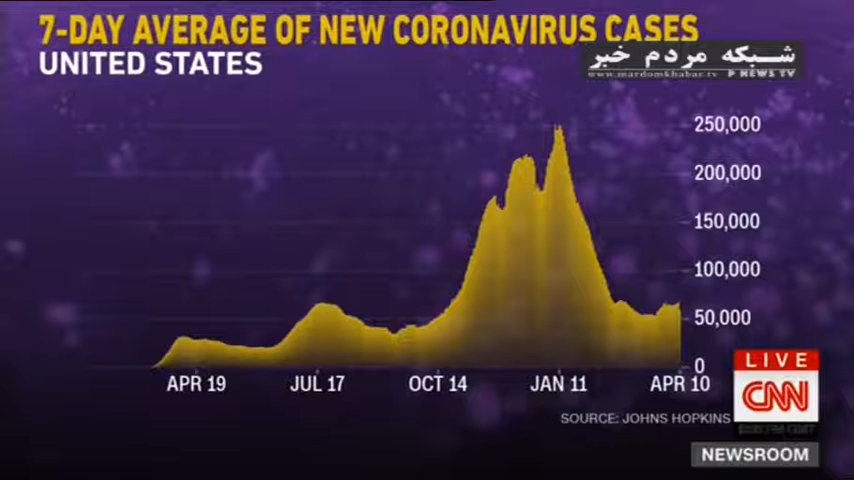 7-DAY AVERAGE OF NEW CORONAVIRUS CASES
UNITED STATES
شبکه مردم خبر
www.mardomkhabar.tv P NEWS TV
250,000
200,000
150,000
100,000
50,000
0
APR 19 JUL 17 OCT 14 JAN 11 APR 10
SOURCE: JOHNS HOPKINS
LIVE
CNN
NEWSROOM